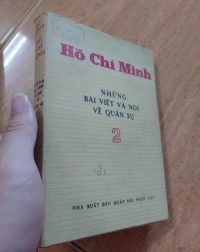 Hồ Chí Minh
NHỮNG
BÀI VIẾT VÀ NÓI
VỀ QUÂN SỰ
2
NHÀ XUẤT BẢN QUÂN ĐỘI NHÂN DÂN